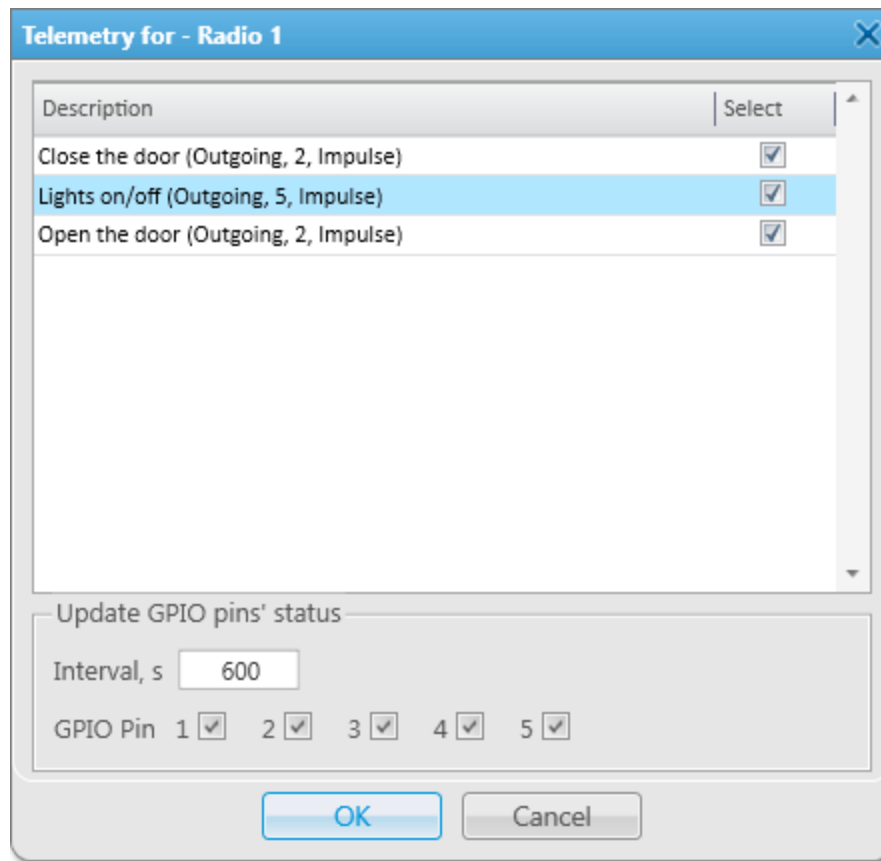 Telemetry for - Radio 1
Description Select
Close the door (Outgoing, 2, Impulse)
Lights on/off (Outgoing, 5, Impulse)
Open the door (Outgoing, 2, Impulse)
Update GPIO pins' status
Interval, s 600
GPIO Pin 1 2 3 4 5
OK Cancel